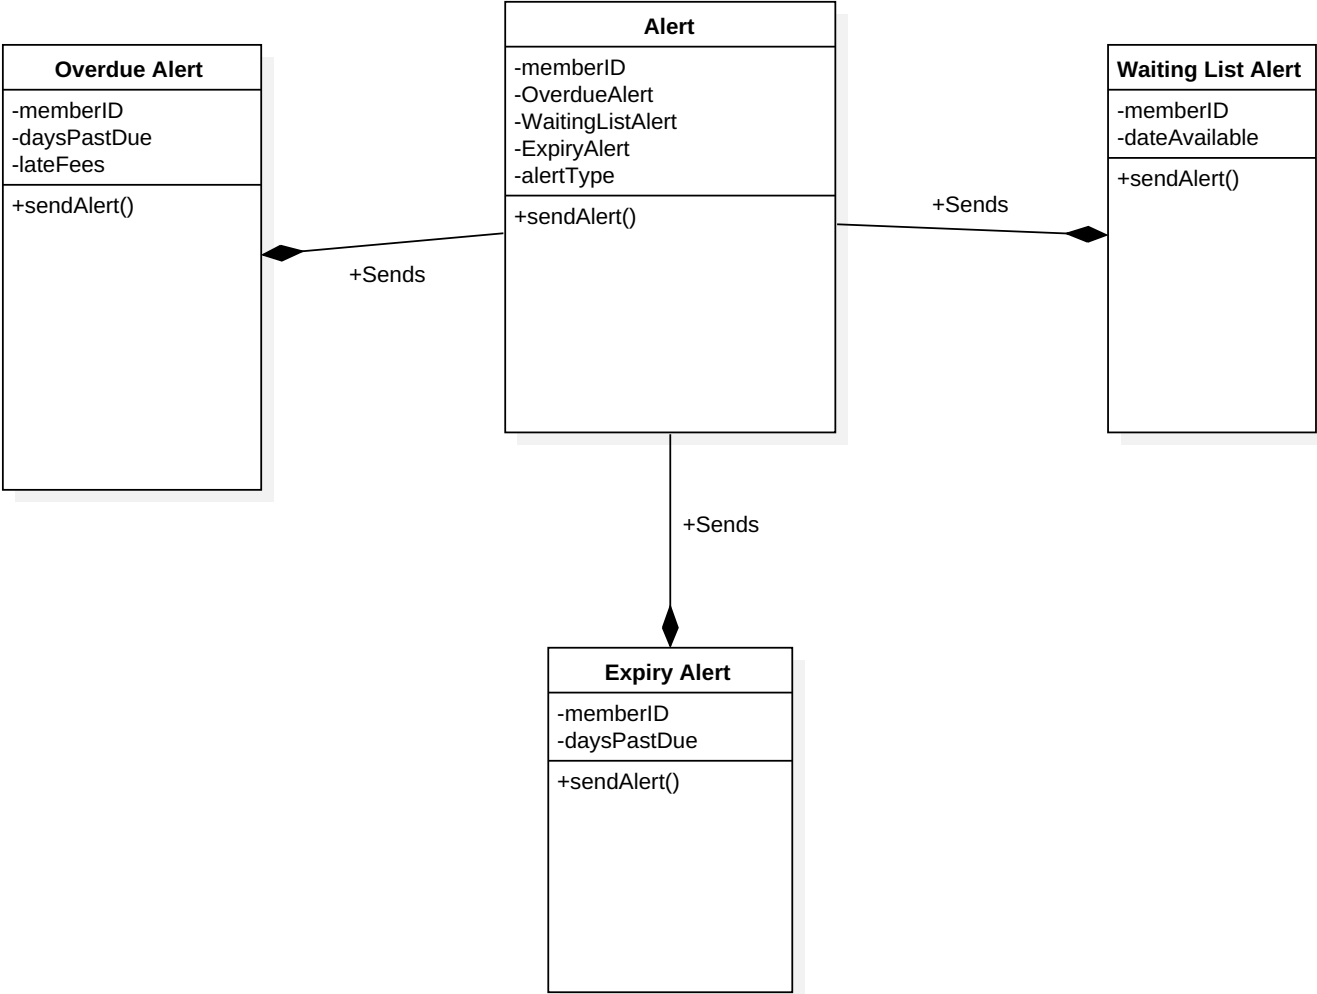 Overdue Alert
-memberID
-daysPastDue
-lateFees
+sendAlert()
Alert
-memberID
-OverdueAlert
-WaitingListAlert
-ExpiryAlert
-alertType
+sendAlert()
Waiting List Alert
-memberID
-dateAvailable
+sendAlert()
+Sends
+Sends
+Sends
Expiry Alert
-memberID
-daysPastDue
+sendAlert()